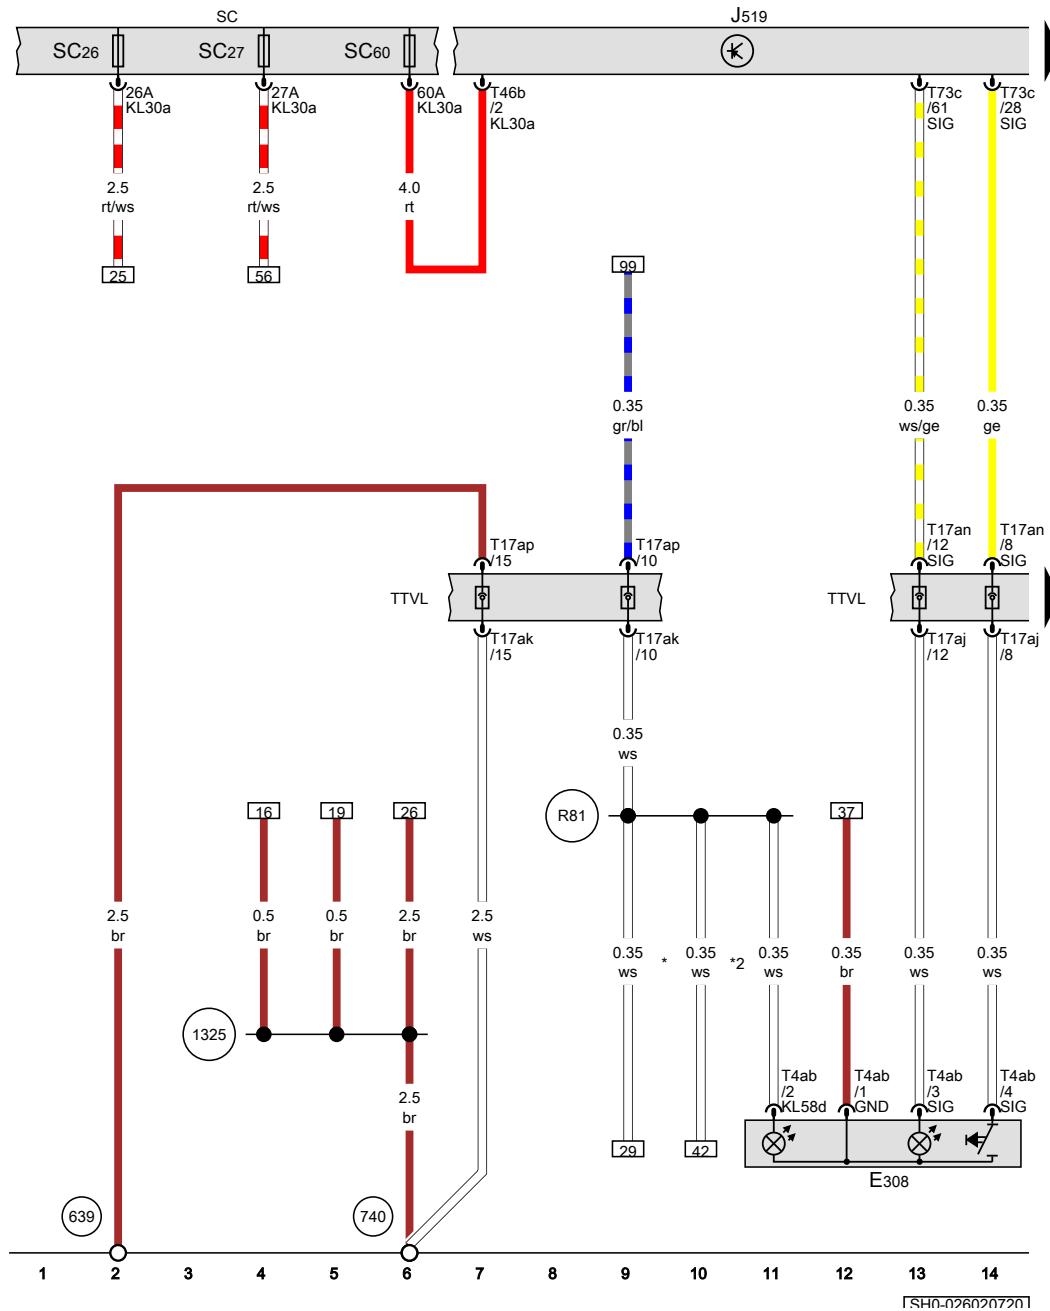 SC
J519
SC26
SC27
SC60
26A
KL30a
27A
KL30a
60A
KL30a
T46b
/2
KL30a
T73c
/61
SIG
T73c
/28
SIG
2.5
rt/ws
2.5
rt/ws
4.0
rt
25
56
99
0.35
gr/bl
0.35
ws/ge
0.35
ge
T17ap
/15
T17ap
/10
T17an
/12
SIG
T17an
/8
SIG
TTVL
TTVL
T17ak
/15
T17ak
/10
T17aj
/12
T17aj
/8
0.35
ws
16
19
26
R81
37
2.5
br
0.5
br
0.5
br
2.5
br
2.5
ws
0.35
ws
*
0.35
ws
*2
0.35
ws
0.35
br
0.35
ws
0.35
ws
1325
2.5
br
T4ab
/2
KL58d
T4ab
/1
GND
T4ab
/3
SIG
T4ab
/4
SIG
29
42
E308
639
740
1 2 3 4 5 6 7 8 9 10 11 12 13 14
SH0-026020720